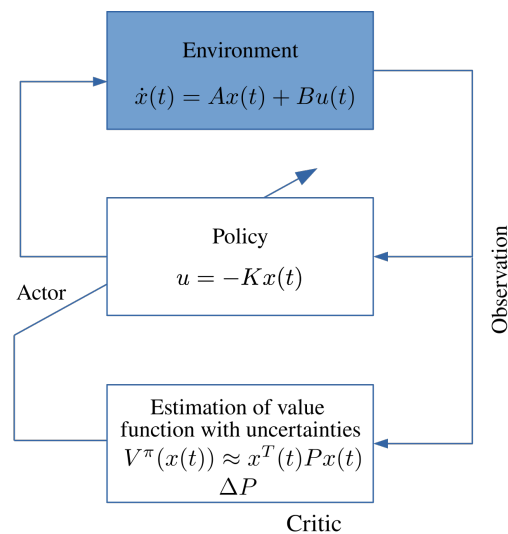 Environment
ẋ(t) = Ax(t) + Bu(t)
Policy
u = −Kx(t)
Actor
Observation
Estimation of value
function with uncertainties
V^π(x(t)) ≈ x^T(t)Px(t)
ΔP
Critic